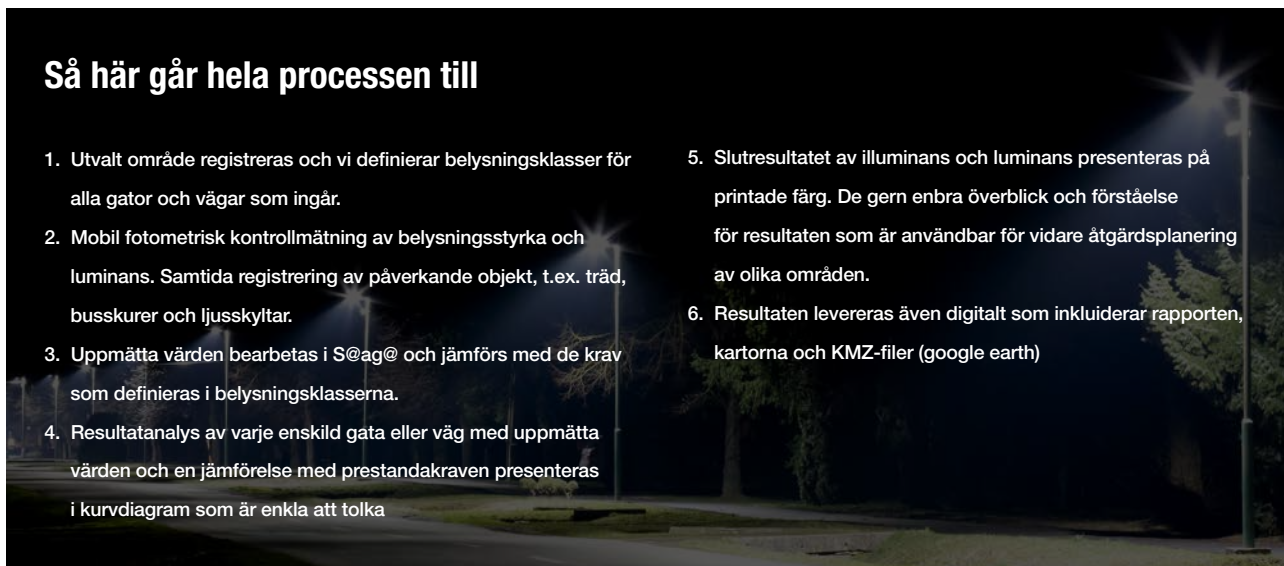 Så här går hela processen till
1. Utvalt område registreras och vi definierar belysningsklasser för
alla gator och vägar som ingår.
2. Mobil fotometrisk kontrollmätning av belysningsstyrka och
luminans. Samtida registrering av påverkande objekt, t.ex. träd,
busskurer och ljusskyltar.
3. Uppmätta värden bearbetas i S@ag@ och jämförs med de krav
som definieras i belysningsklasserna.
4. Resultatanalys av varje enskild gata eller väg med uppmätta
värden och en jämförelse med prestandakraven presenteras
i kurvdiagram som är enkla att tolka
5. Slutresultatet av illuminans och luminans presenteras på
printade färg. De gern enbra överblick och förståelse
för resultaten som är användbar för vidare åtgärdsplanering
av olika områden.
6. Resultaten levereras även digitalt som inkluiderar rapporten,
kartorna och KMZ-filer (google earth)